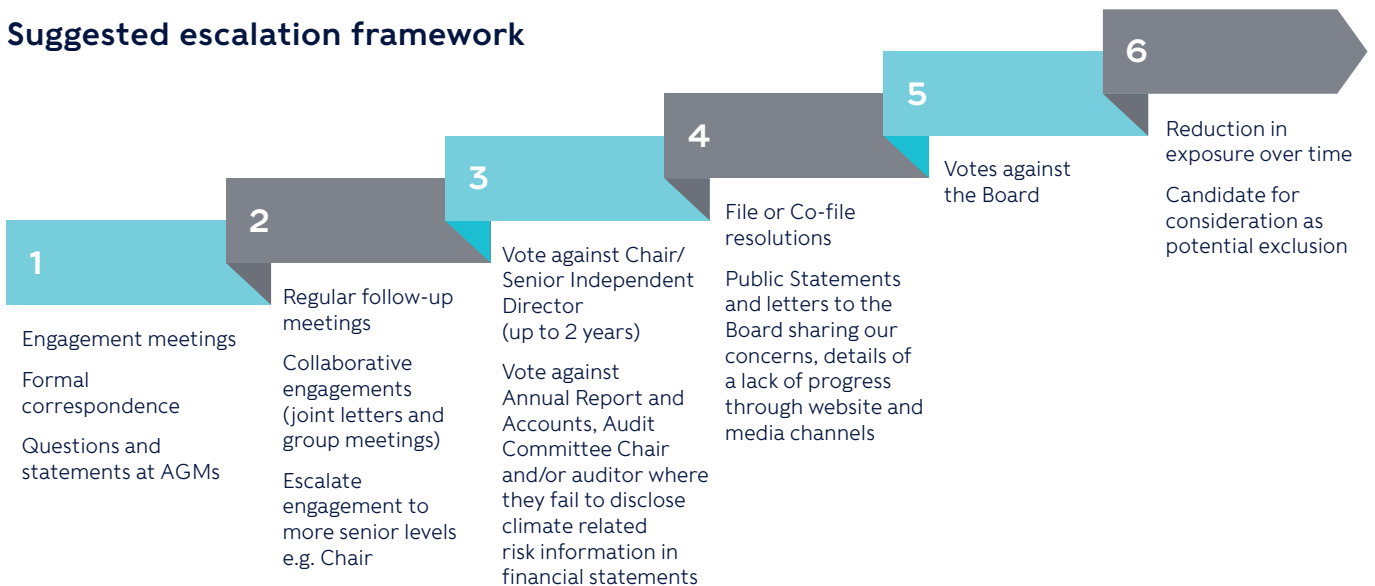 Suggested escalation framework
1
Engagement meetings
Formal
correspondence
Questions and
statements at AGMs
2
Regular follow-up
meetings
Collaborative
engagements
(joint letters and
group meetings)
Escalate
engagement to
more senior levels
e.g. Chair
3
Vote against Chair/
Senior Independent
Director
(up to 2 years)
Vote against
Annual Report and
Accounts, Audit
Committee Chair
and/or auditor where
they fail to disclose
climate related
risk information in
financial statements
4
File or Co-file
resolutions
Public Statements
and letters to the
Board sharing our
concerns, details of
a lack of progress
through website and
media channels
5
Votes against
the Board
6
Reduction in
exposure over time
Candidate for
consideration as
potential exclusion